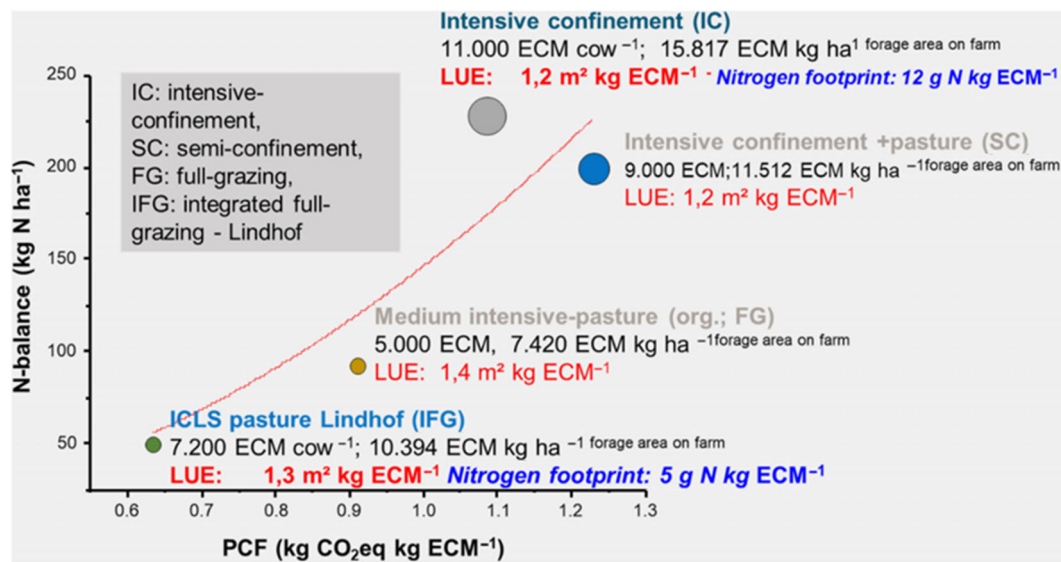 Intensive confinement (IC)
11.000 ECM cow ⁻¹; 15.817 ECM kg ha¹ forage area on farm
LUE: 1,2 m² kg ECM⁻¹ - Nitrogen footprint: 12 g N kg ECM⁻¹
IC: intensive-
confinement,
SC: semi-confinement,
FG: full-grazing,
IFG: integrated full-
grazing - Lindhof
Intensive confinement +pasture (SC)
9.000 ECM;11.512 ECM kg ha ⁻¹forage area on farm
LUE: 1,2 m² kg ECM⁻¹
Medium intensive-pasture (org.; FG)
5.000 ECM, 7.420 ECM kg ha ⁻¹forage area on farm
LUE: 1,4 m² kg ECM⁻¹
ICLS pasture Lindhof (IFG)
7.200 ECM cow ⁻¹; 10.394 ECM kg ha ⁻¹ forage area on farm
LUE: 1,3 m² kg ECM⁻¹ Nitrogen footprint: 5 g N kg ECM⁻¹
N-balance (kg N ha⁻¹)
250
200
150
100
50
0.6 0.7 0.8 0.9 1.0 1.1 1.2 1.3
PCF (kg CO₂eq kg ECM⁻¹)